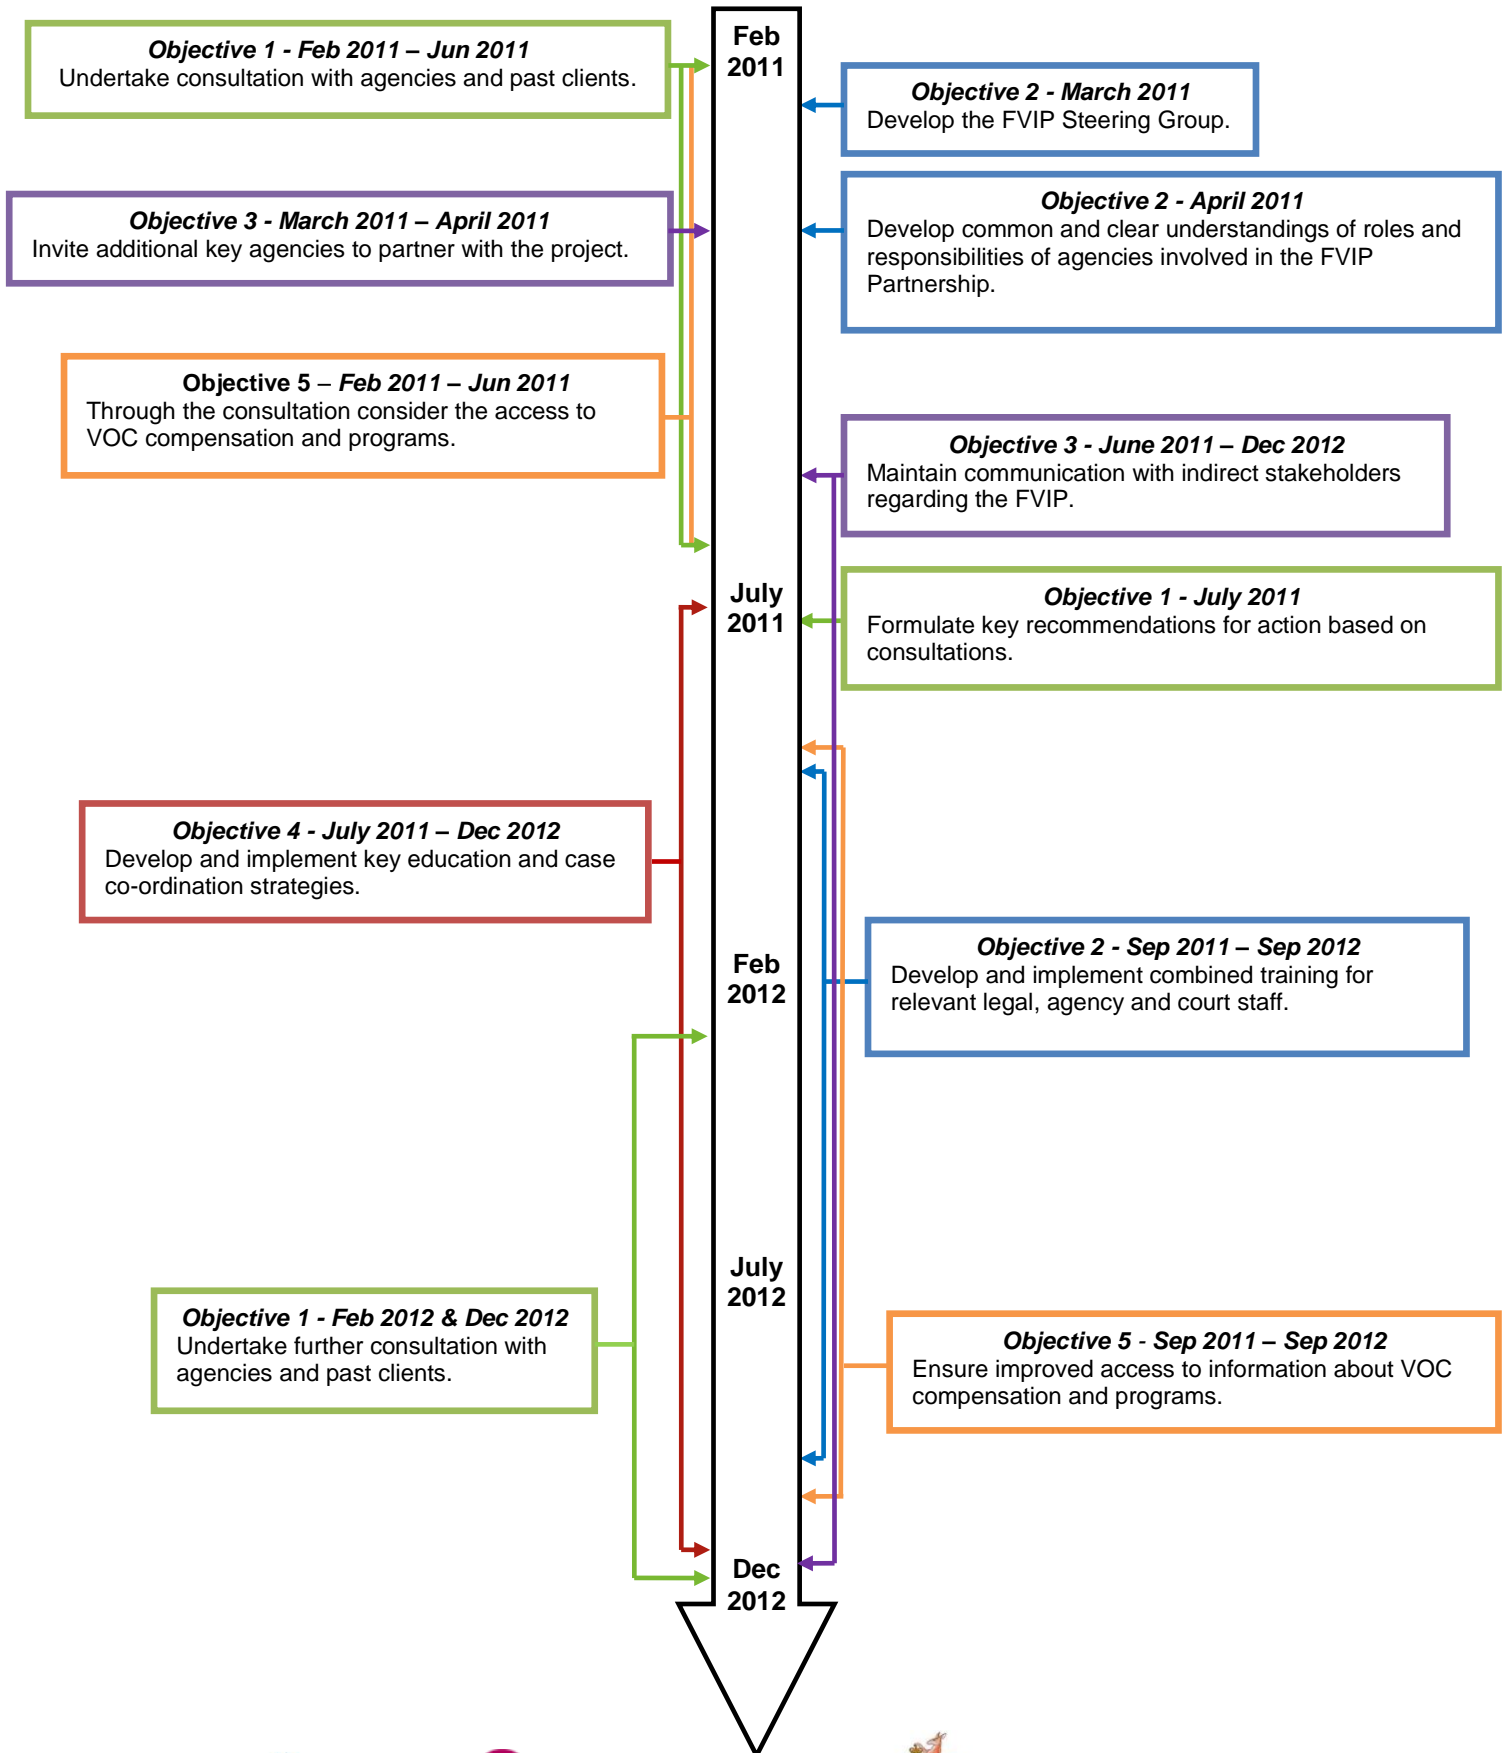 Feb
2011
Objective 1 - Feb 2011 – Jun 2011
Undertake consultation with agencies and past clients.
Objective 2 - March 2011
Develop the FVIP Steering Group.
Objective 3 - March 2011 – April 2011
Invite additional key agencies to partner with the project.
Objective 2 - April 2011
Develop common and clear understandings of roles and
responsibilities of agencies involved in the FVIP
Partnership.
Objective 5 – Feb 2011 – Jun 2011
Through the consultation consider the access to
VOC compensation and programs.
Objective 3 - June 2011 – Dec 2012
Maintain communication with indirect stakeholders
regarding the FVIP.
July
2011
Objective 1 - July 2011
Formulate key recommendations for action based on
consultations.
Objective 4 - July 2011 – Dec 2012
Develop and implement key education and case
co-ordination strategies.
Feb
2012
Objective 2 - Sep 2011 – Sep 2012
Develop and implement combined training for
relevant legal, agency and court staff.
July
2012
Objective 1 - Feb 2012 & Dec 2012
Undertake further consultation with
agencies and past clients.
Objective 5 - Sep 2011 – Sep 2012
Ensure improved access to information about VOC
compensation and programs.
Dec
2012